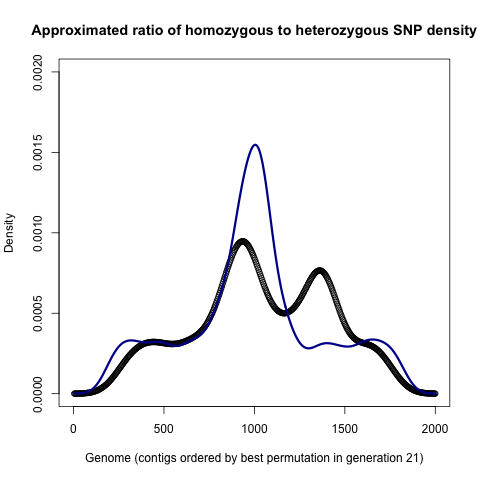 Approximated ratio of homozygous to heterozygous SNP density
0.0020
0.0015
0.0010
0.0005
0.0000
Density
0 500 1000 1500 2000
Genome (contigs ordered by best permutation in generation 21)